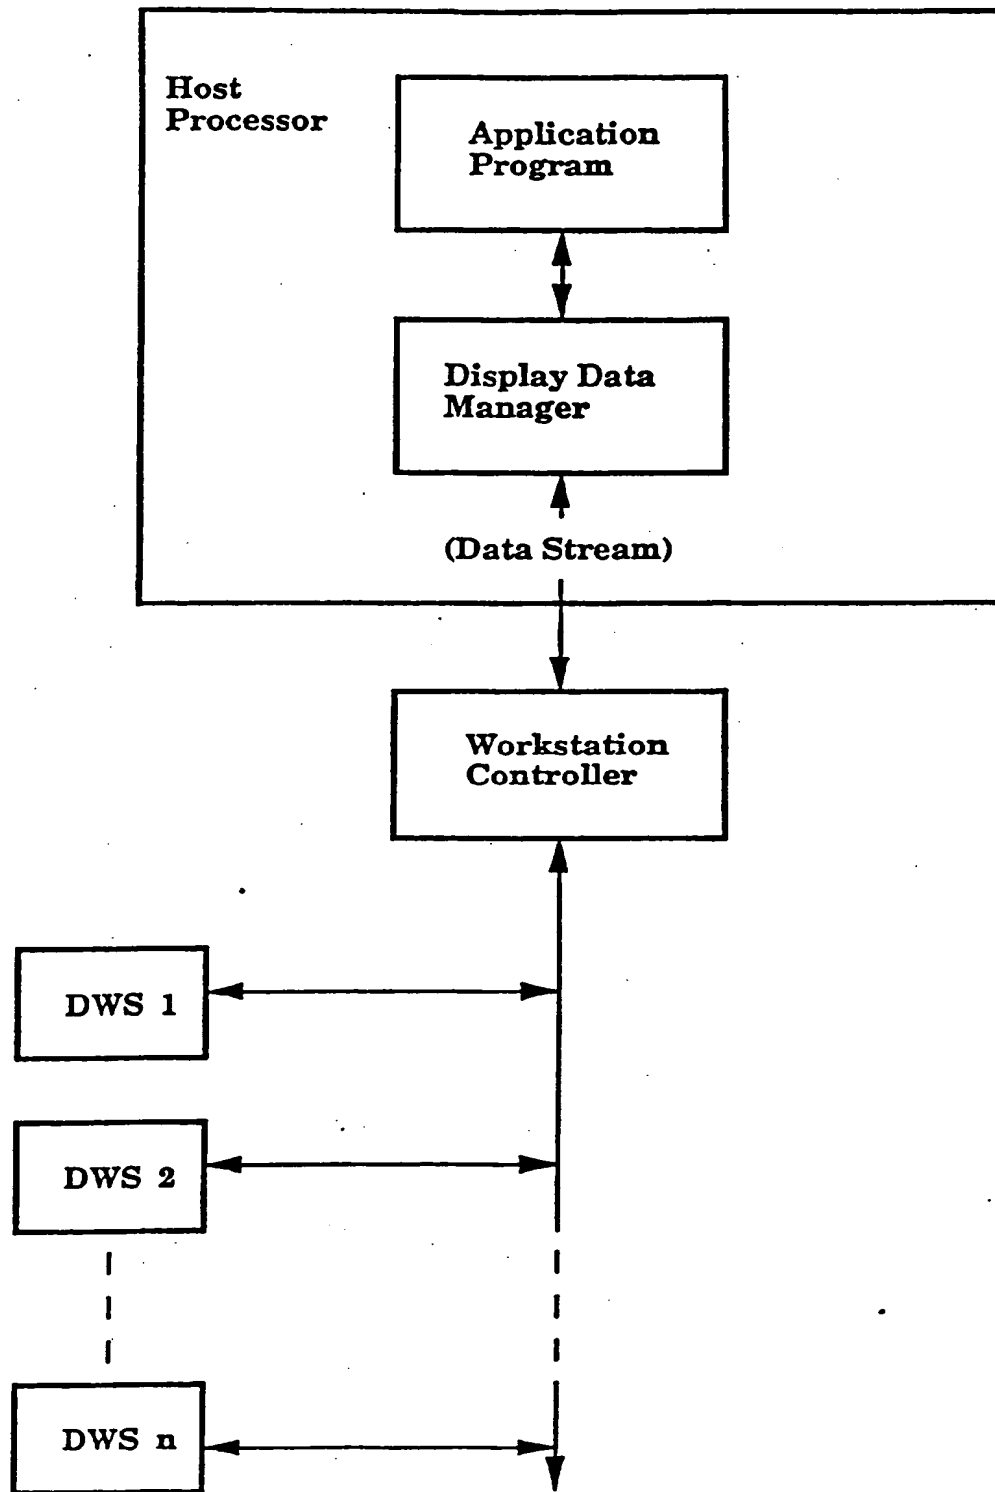 Host
Processor
Application
Program
Display Data
Manager
(Data Stream)
Workstation
Controller
DWS 1
DWS 2
DWS n